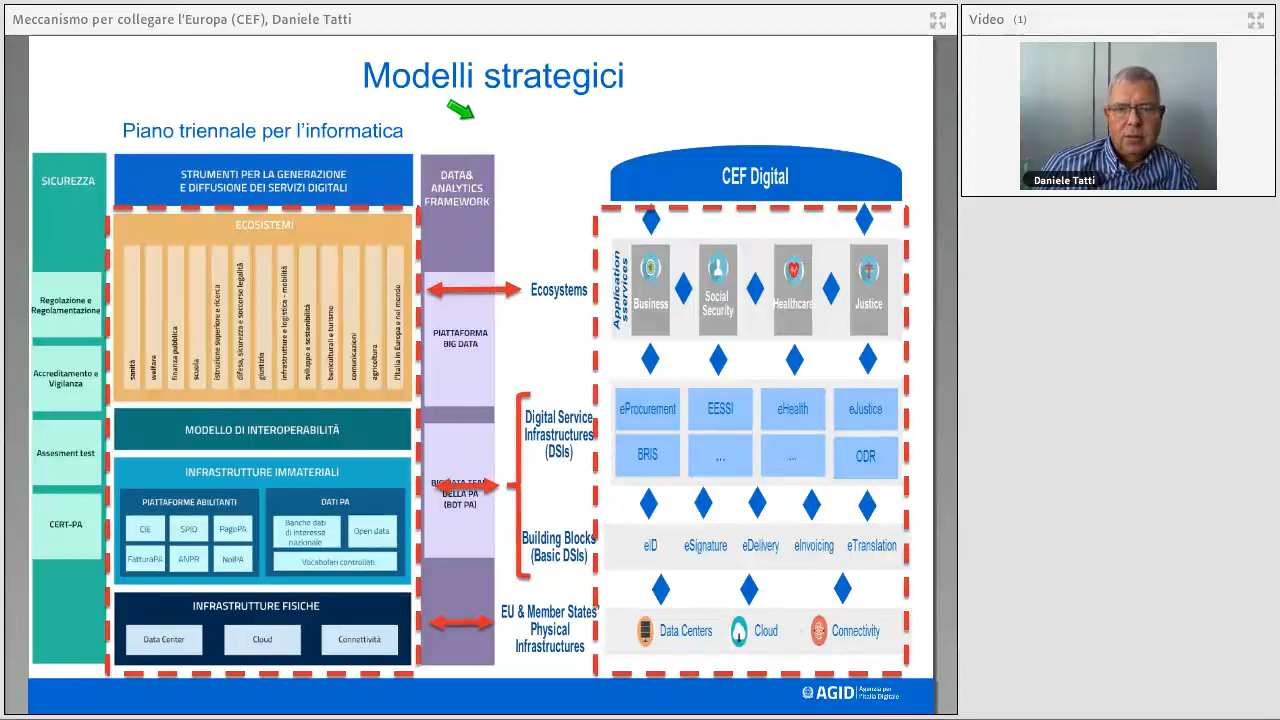 Meccanismo per collegare l'Europa (CEF), Daniele Tatti
Video (1)
Daniele Tatti
Modelli strategici
Piano triennale per l'informatica
SICUREZZA
Regolazione e
Regolamentazione
Accreditamento e
Vigilanza
Assesment test
CERT-PA
STRUMENTI PER LA GENERAZIONE
E DIFFUSIONE DEI SERVIZI DIGITALI
ECOSISTEMI
sanità
welfare
finanza pubblica
scuola
istruzione superiore e ricerca
difesa, sicurezza e soccorso legalità
giustizia
infrastrutture e logistica - mobilità
sviluppo e sostenibilità
beni culturali e turismo
comunicazioni
agricoltura
l'Italia in Europa e nel mondo
MODELLO DI INTEROPERABILITÀ
INFRASTRUTTURE IMMATERIALI
PIATTAFORME ABILITANTI
CIE
SPID
PagoPA
FatturaPA
ANPR
NoiPA
DATI PA
Banche dati
di interesse
nazionale
Open data
Vocabolari controllati
INFRASTRUTTURE FISICHE
Data Center
Cloud
Connettività
DATA&
ANALYTICS
FRAMEWORK
PIATTAFORMA
BIG DATA
DELLA PA
(BDT PA)
Ecosystems
Digital Service
Infrastructures
(DSIs)
Building Blocks
(Basic DSIs)
EU & Member States'
Physical
Infrastructures
CEF Digital
Application
sservices
Business
Social
Security
Healthcare
Justice
eProcurement
EESSI
eHealth
eJustice
BRIS
...
...
ODR
eID
eSignature
eDelivery
eInvoicing
eTranslation
Data Centers
Cloud
Connectivity
AGID
Agenzia per
l'Italia Digitale